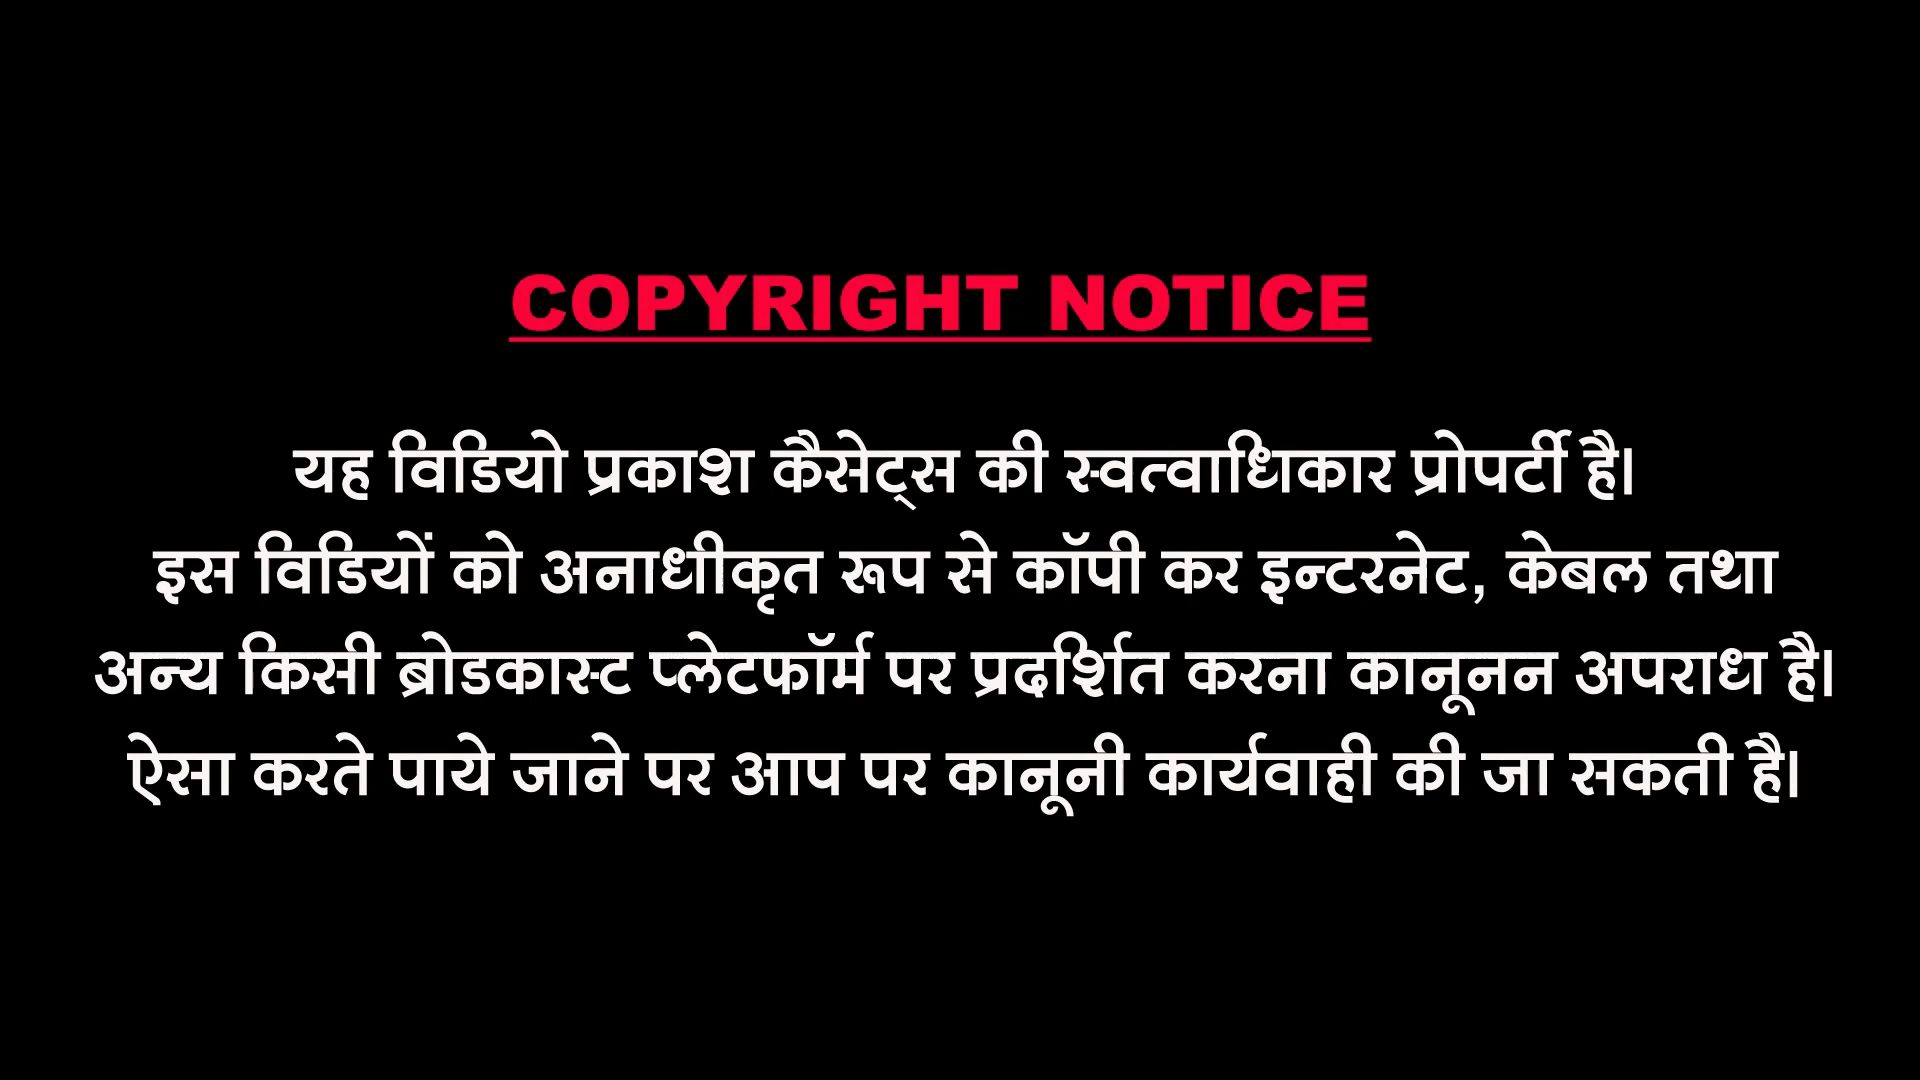 COPYRIGHT NOTICE
यह विडियो प्रकाश कैसेट्स की स्वत्वाधिकार प्रोपर्टी है।
इस विडियों को अनाधीकृत रूप से कॉपी कर इन्टरनेट, केबल तथा
अन्य किसी ब्रोडकास्ट प्लेटफॉर्म पर प्रदर्शित करना कानूनन अपराध है।
ऐसा करते पाये जाने पर आप पर कानूनी कार्यवाही की जा सकती है।